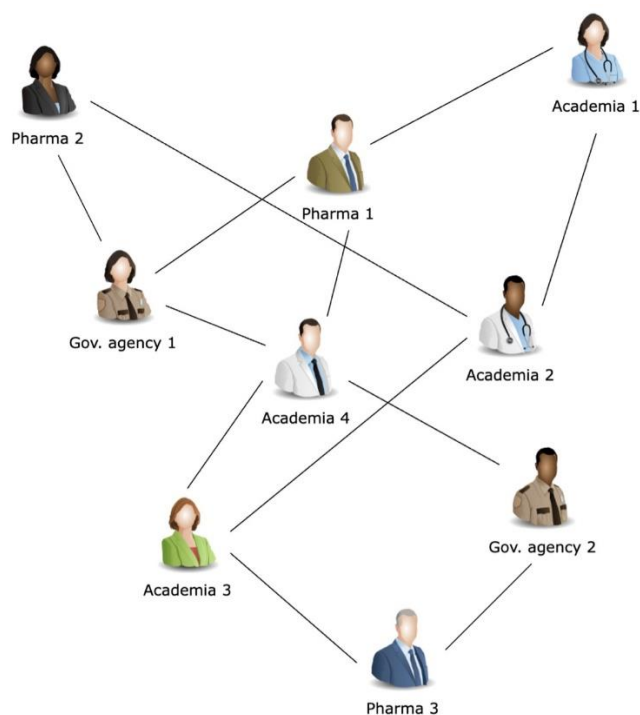 Academia 1
Pharma 2
Pharma 1
Gov. agency 1
Academia 2
Academia 4
Gov. agency 2
Academia 3
Pharma 3